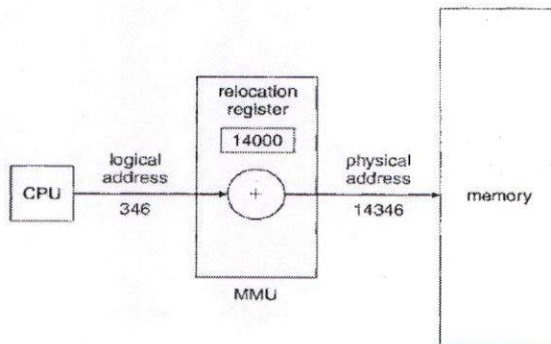 relocation
register
14000
logical
address
346
CPU
+
physical
address
14346
memory
MMU